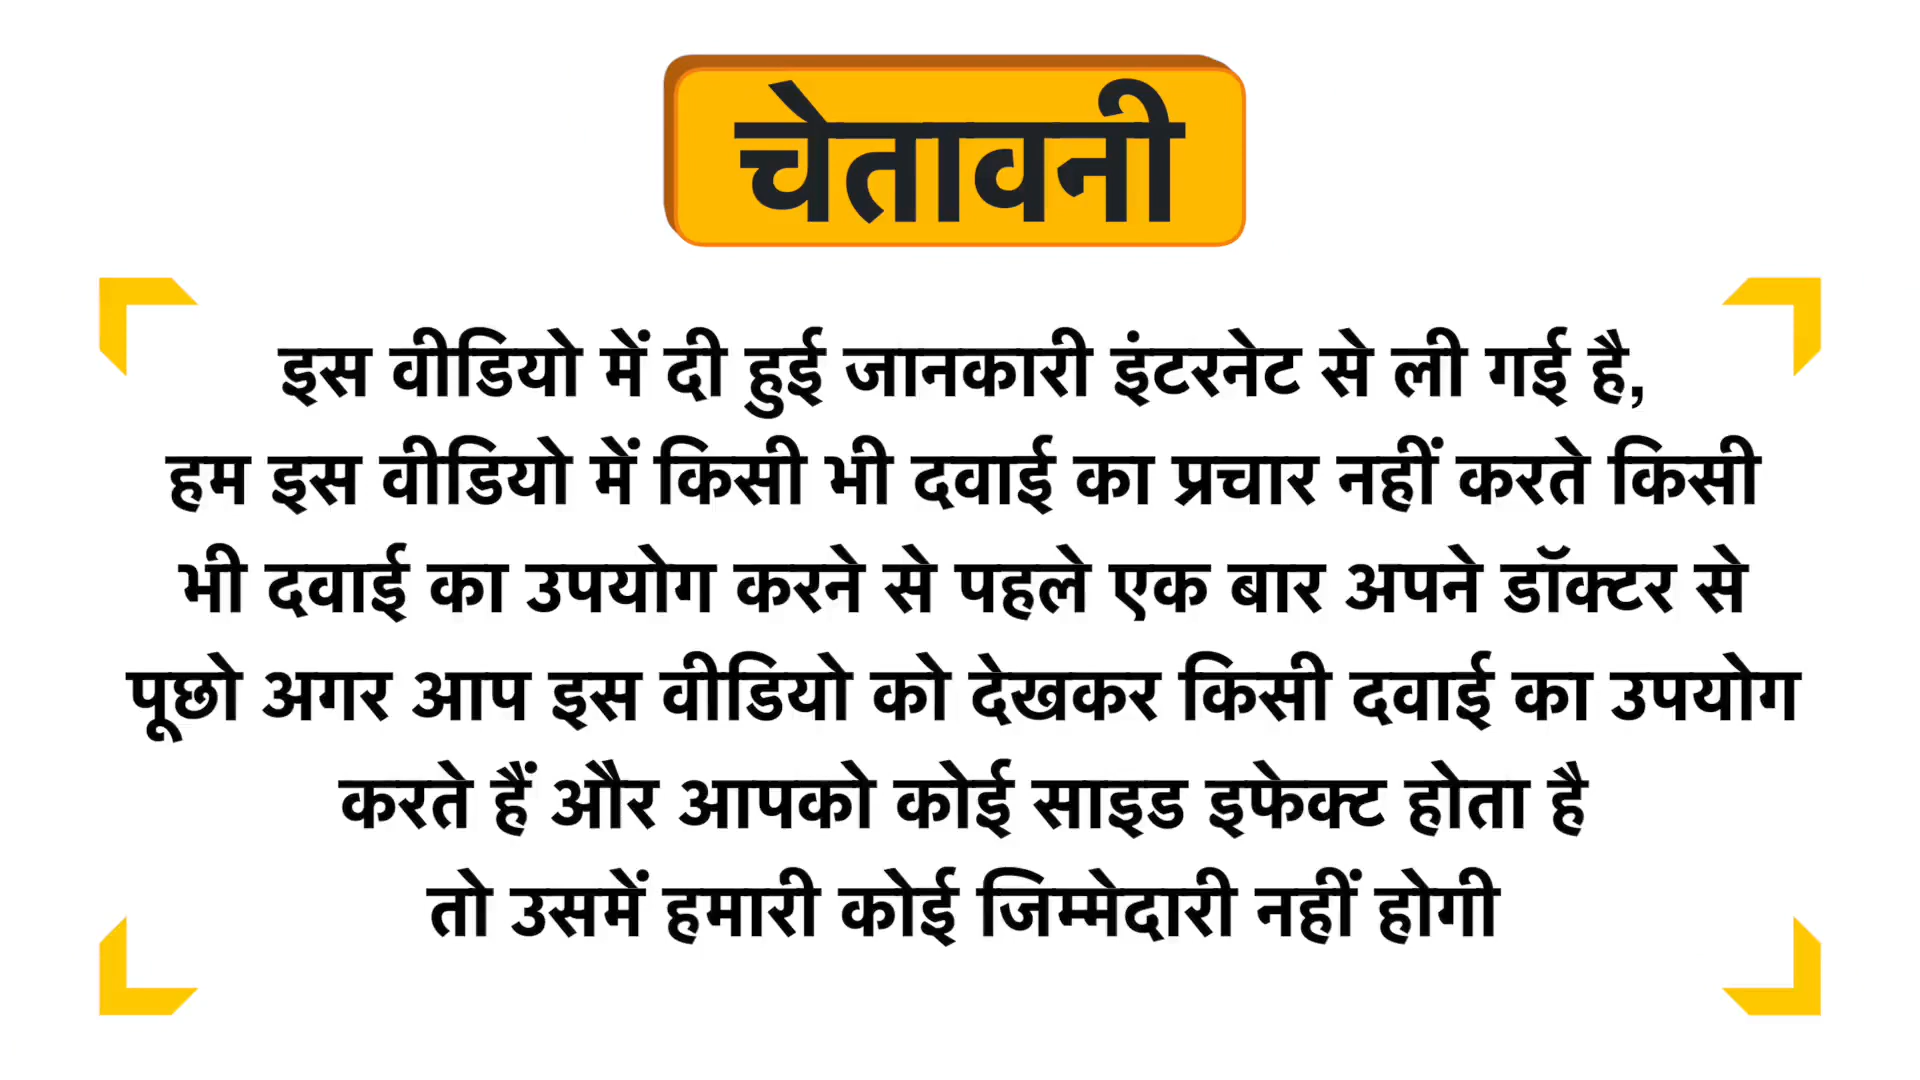 चेतावनी
इस वीडियो में दी हुई जानकारी इंटरनेट से ली गई है,
हम इस वीडियो में किसी भी दवाई का प्रचार नहीं करते किसी
भी दवाई का उपयोग करने से पहले एक बार अपने डॉक्टर से
पूछो अगर आप इस वीडियो को देखकर किसी दवाई का उपयोग
करते हैं और आपको कोई साइड इफेक्ट होता है
तो उसमें हमारी कोई जिम्मेदारी नहीं होगी